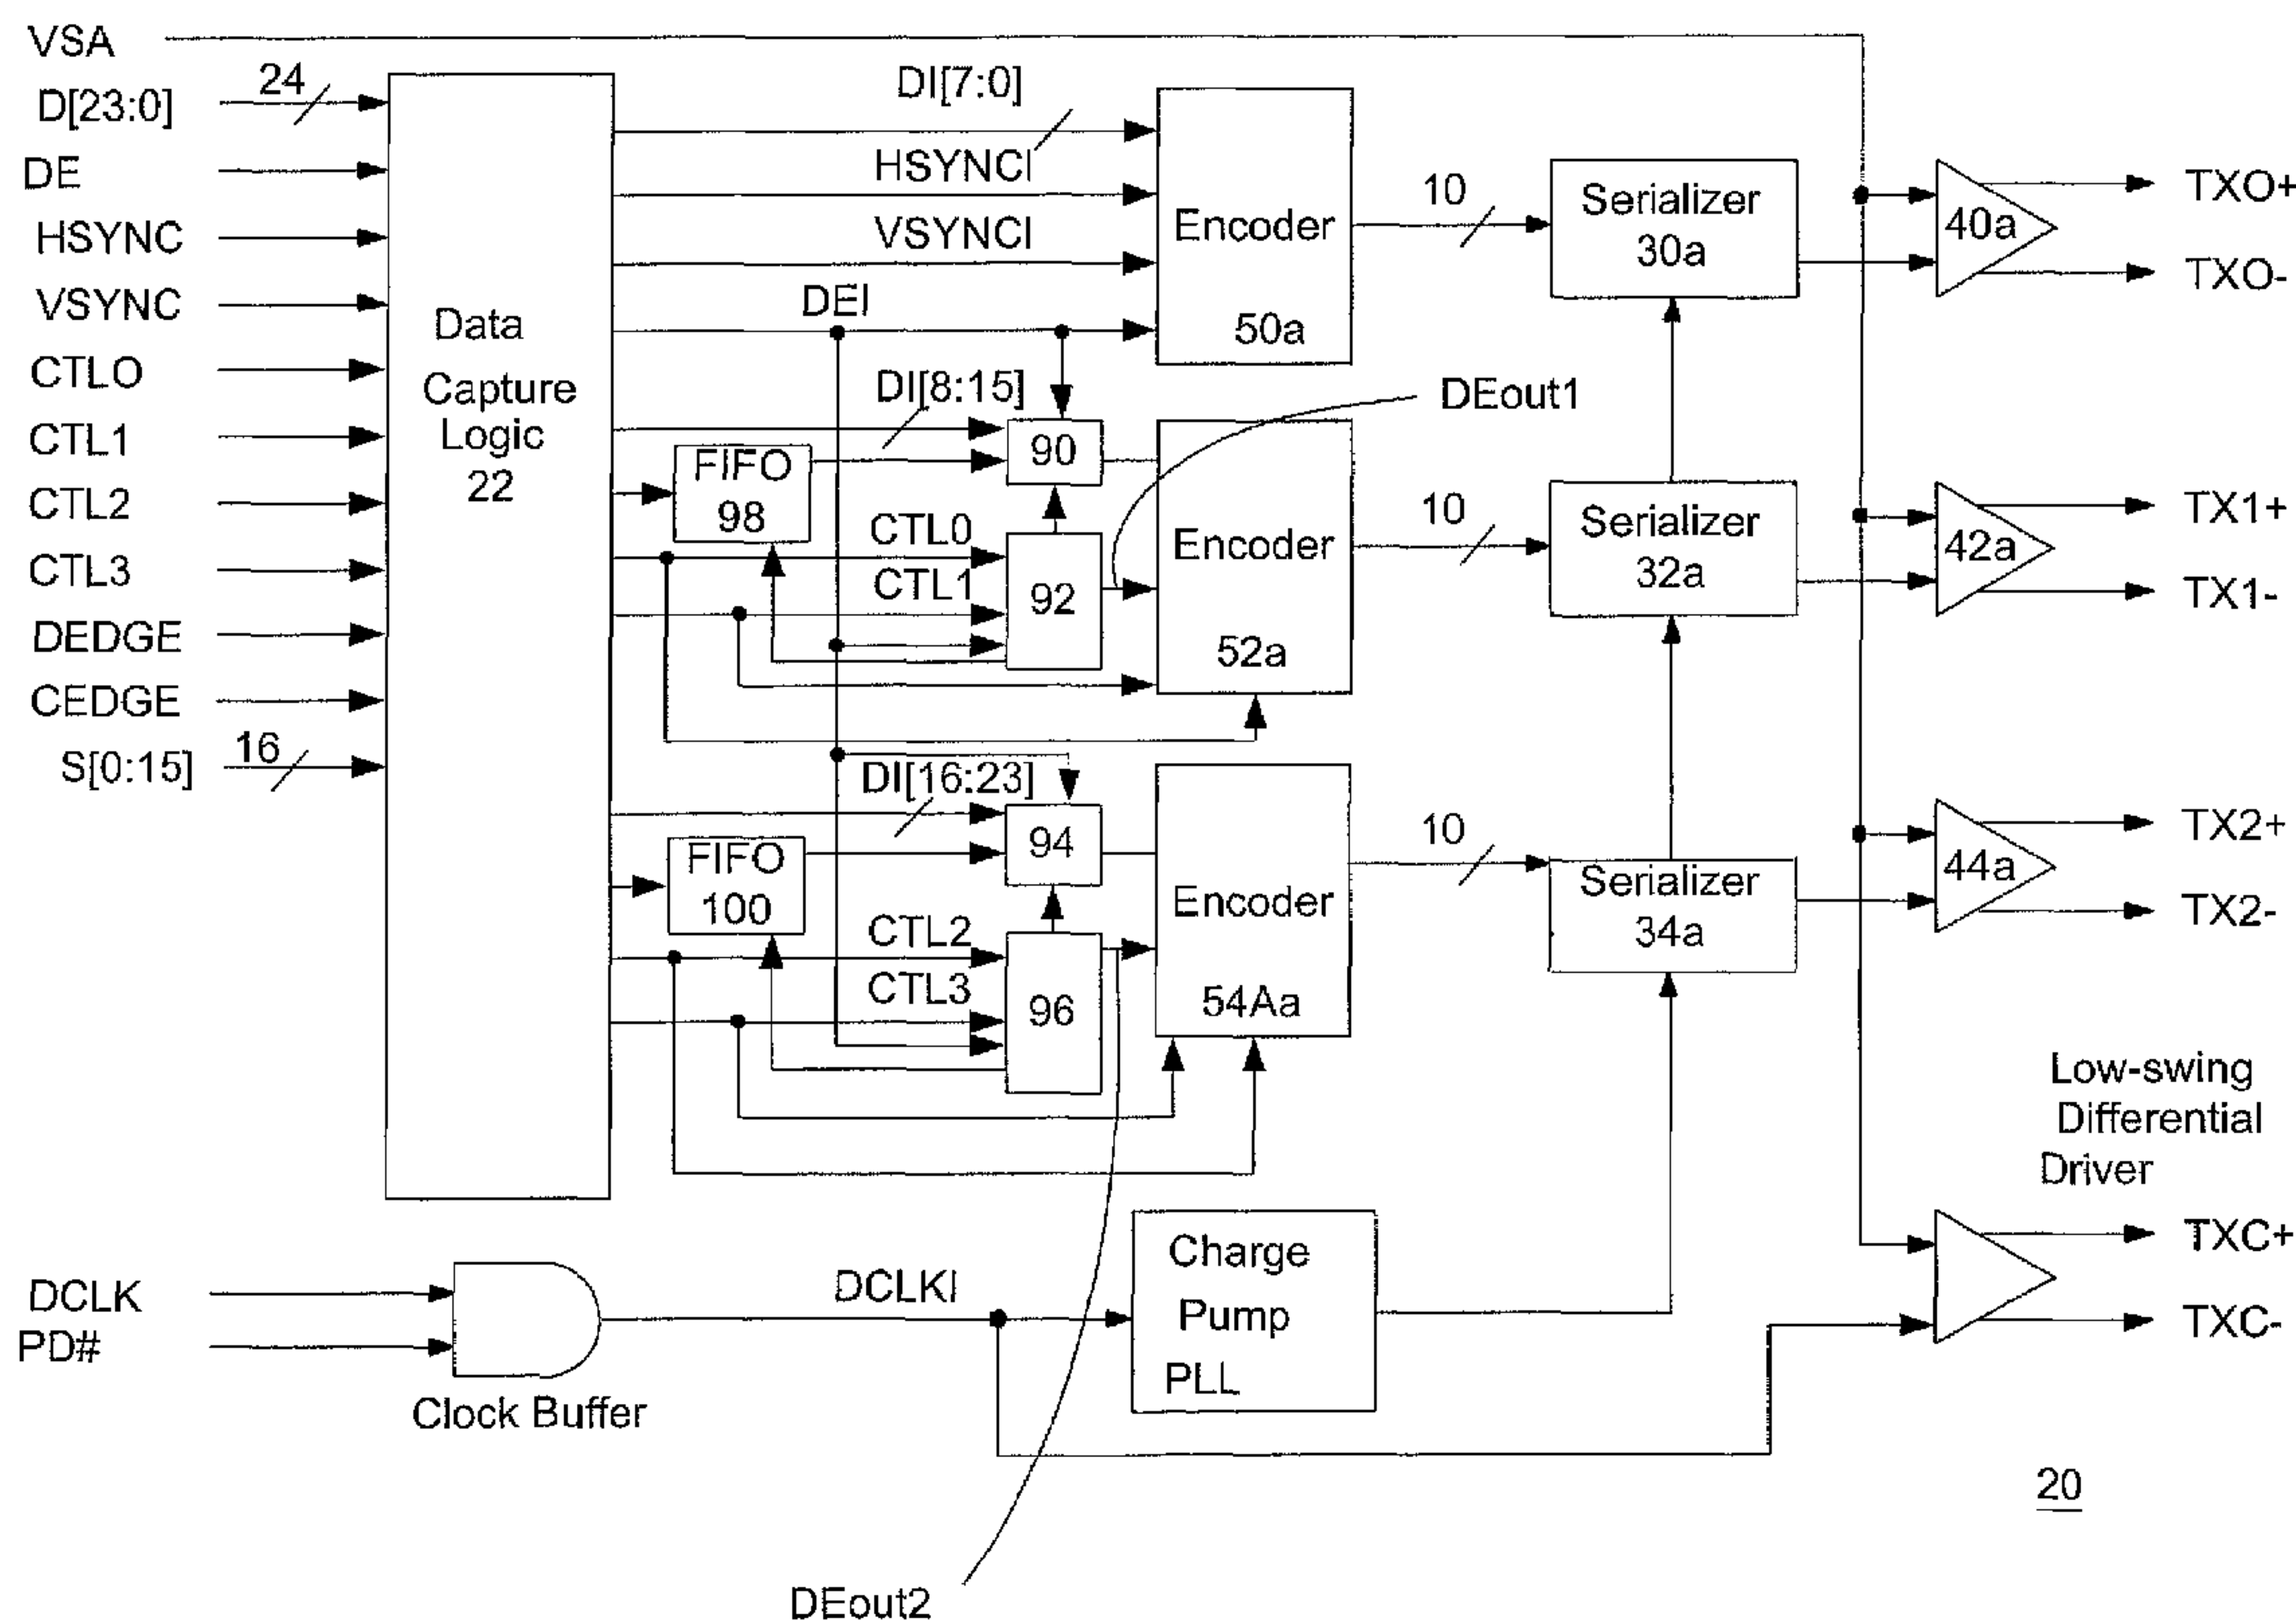 VSA
D[23:0]
24
DE
HSYNC
VSYNC
CTLO
CTL1
CTL2
CTL3
DEDGE
CEDGE
S[0:15]
16
Data
Capture
Logic
22
DI[7:0]
HSYNCI
VSYNCI
DEI
Encoder
50a
10
Serializer
30a
40a
TXO+
TXO-
DI[8:15]
90
FIFO
98
CTL0
CTL1
92
DEout1
Encoder
52a
10
Serializer
32a
42a
TX1+
TX1-
DI[16:23]
94
FIFO
100
CTL2
CTL3
96
Encoder
54Aa
10
Serializer
34a
44a
TX2+
TX2-
Low-swing
Differential
Driver
TXC+
TXC-
DCLK
PD#
Clock Buffer
DCLKI
Charge
Pump
PLL
DEout2
20